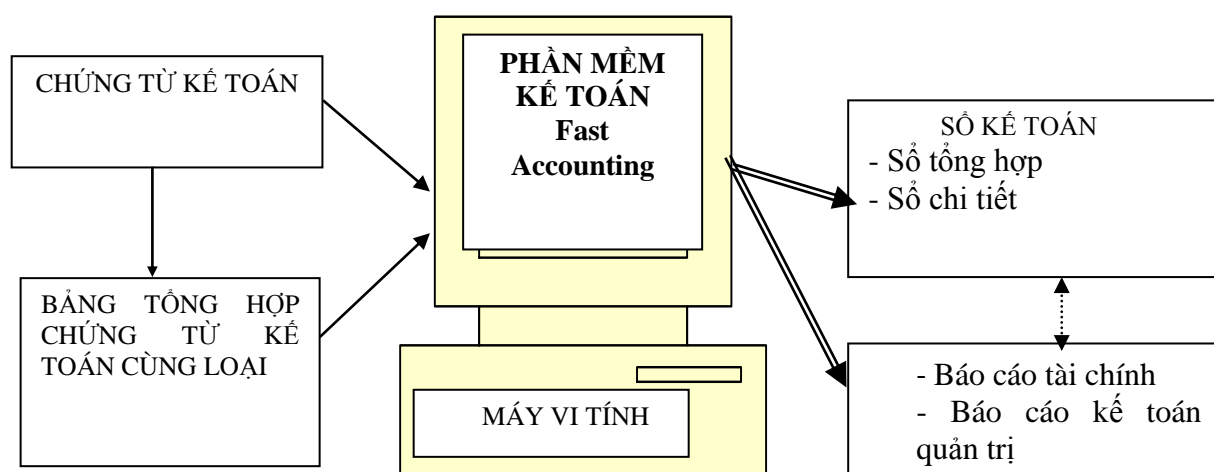 CHỨNG TỪ KẾ TOÁN
BẢNG TỔNG HỢP
CHỨNG TỪ KẾ
TOÁN CÙNG LOẠI
PHẦN MỀM
KẾ TOÁN
Fast
Accounting
MÁY VI TÍNH
SỔ KẾ TOÁN
- Sổ tổng hợp
- Sổ chi tiết
- Báo cáo tài chính
- Báo cáo kế toán
quản trị